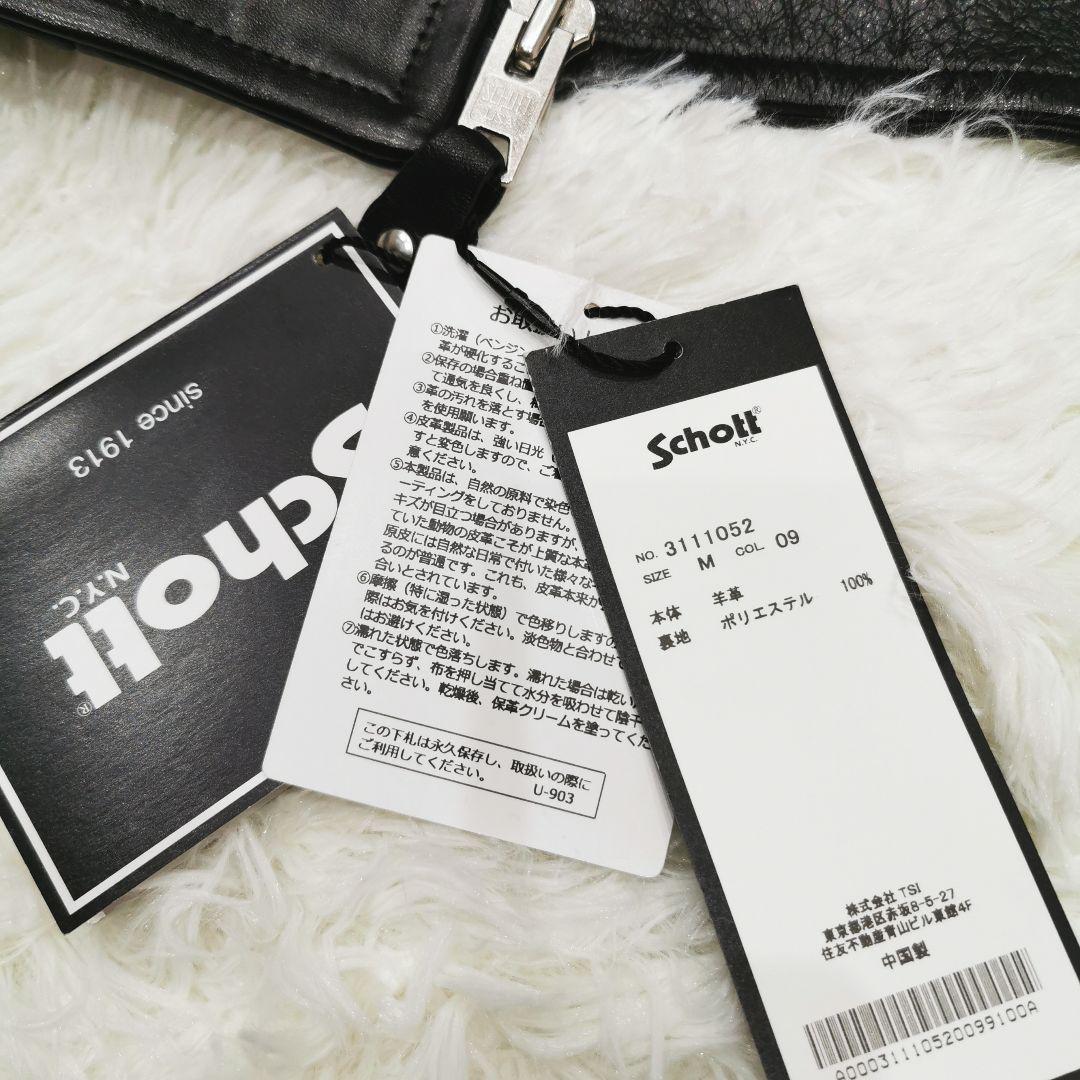 Schott®
N.Y.C.
Since 1913
①洗濯（ベンジン
革が硬化するこ
②保存の場合重ね置
て通気を良くし、
③革の汚れを落とす場合
を使用願います。
④皮革製品は、強い日光
すと変色しますので、ご
意ください。
⑤本製品は、自然の原料で染色
ーティングをしておりません。
キズが目立つ場合がありますが、
ていた動物の皮革こそが上質な本
原皮には自然な日常で付いた様々な
るのが普通です。これも、皮革本来が
合いとされています。
⑥摩擦（特に湿った状態）で色移りしますの
際はお気を付けください。淡色物と合わせて
はお避けください。
⑦濡れた状態で色落ちします。濡れた場合は乾い
でこすらず、布を押し当てて水分を吸わせて陰干
してください。乾燥後、保革クリームを塗ってくだ
さい。
この下札は永久保存し、取扱いの際に
ご利用してください。
U-903
Schott®
N.Y.C.
NO. 3111052
SIZE M COL 09
本体 羊革
裏地 ポリエステル 100%
株式会社 TSI
東京都港区赤坂8-5-27
住友不動産青山ビル東館4F
中国製
A00031110520099100A